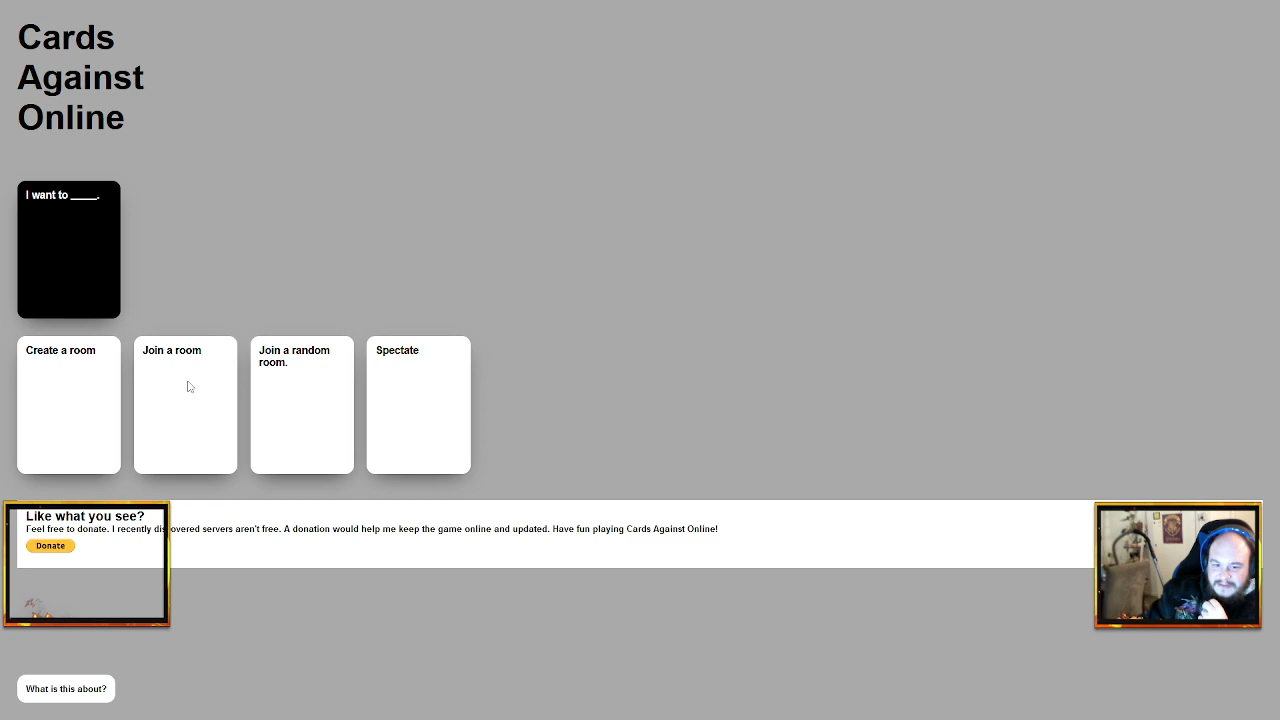 Cards
Against
Online
I want to _____.
Create a room
Join a room
Join a random
room.
Spectate
Like what you see?
Feel free to donate. I recently discovered servers aren't free. A donation would help me keep the game online and updated. Have fun playing Cards Against Online!
Donate
What is this about?